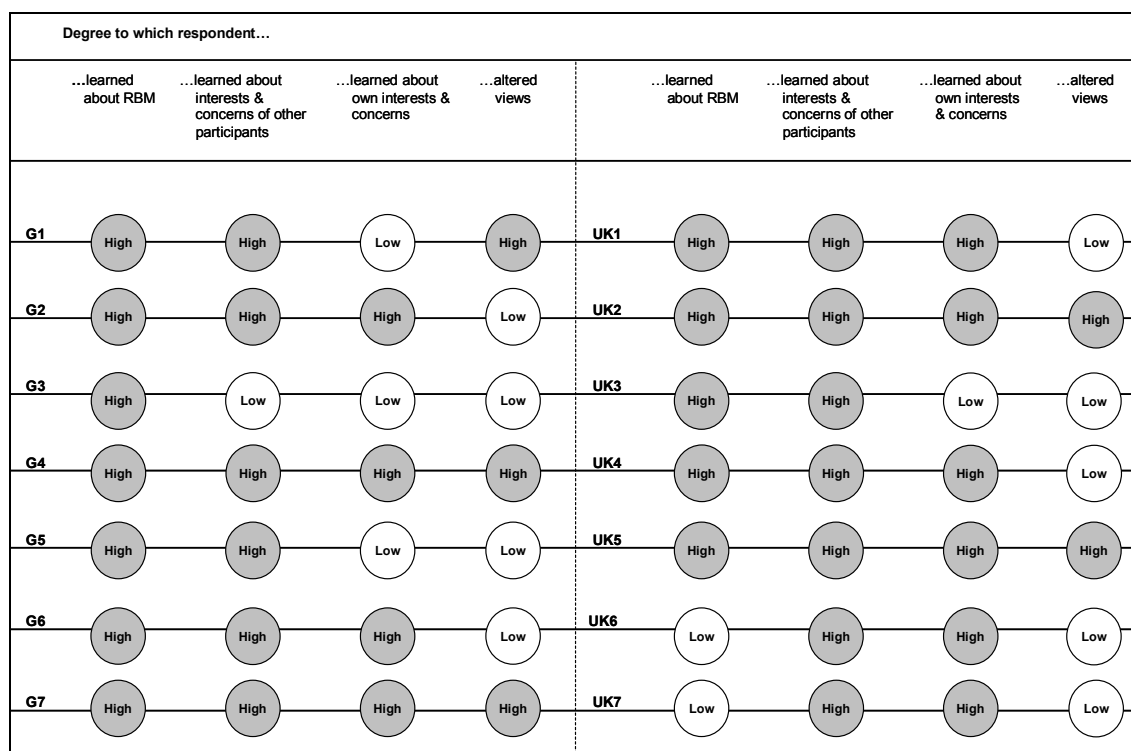 Degree to which respondent…
…learned about RBM
…learned about interests & concerns of other participants
…learned about own interests & concerns
…altered views
…learned about RBM
…learned about interests & concerns of other participants
…learned about own interests & concerns
…altered views
G1 High High Low High UK1 High High High Low
G2 High High High Low UK2 High High High High
G3 High Low Low Low UK3 High High Low Low
G4 High High High High UK4 High High High Low
G5 High High Low Low UK5 High High High High
G6 High High High Low UK6 Low High High Low
G7 High High High High UK7 Low High High Low